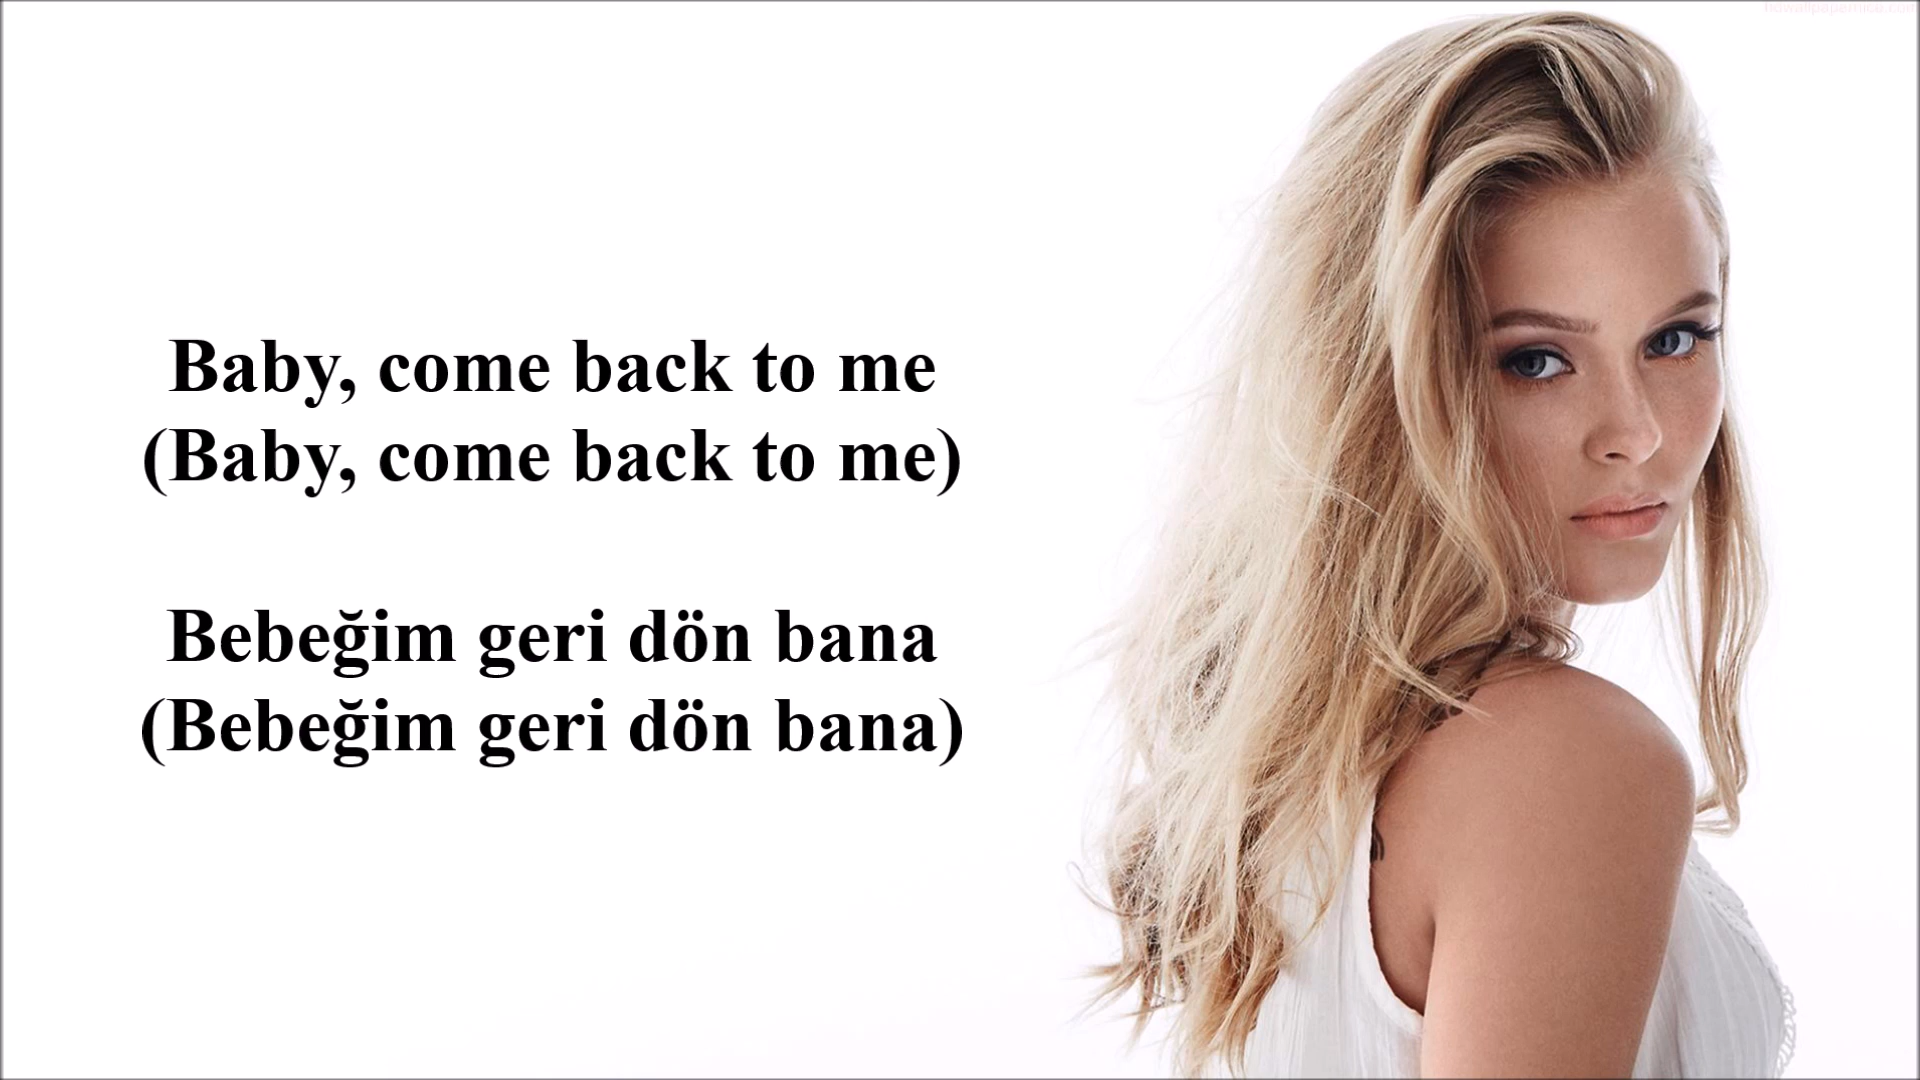 Baby, come back to me
(Baby, come back to me)
Bebeğim geri dön bana
(Bebeğim geri dön bana)